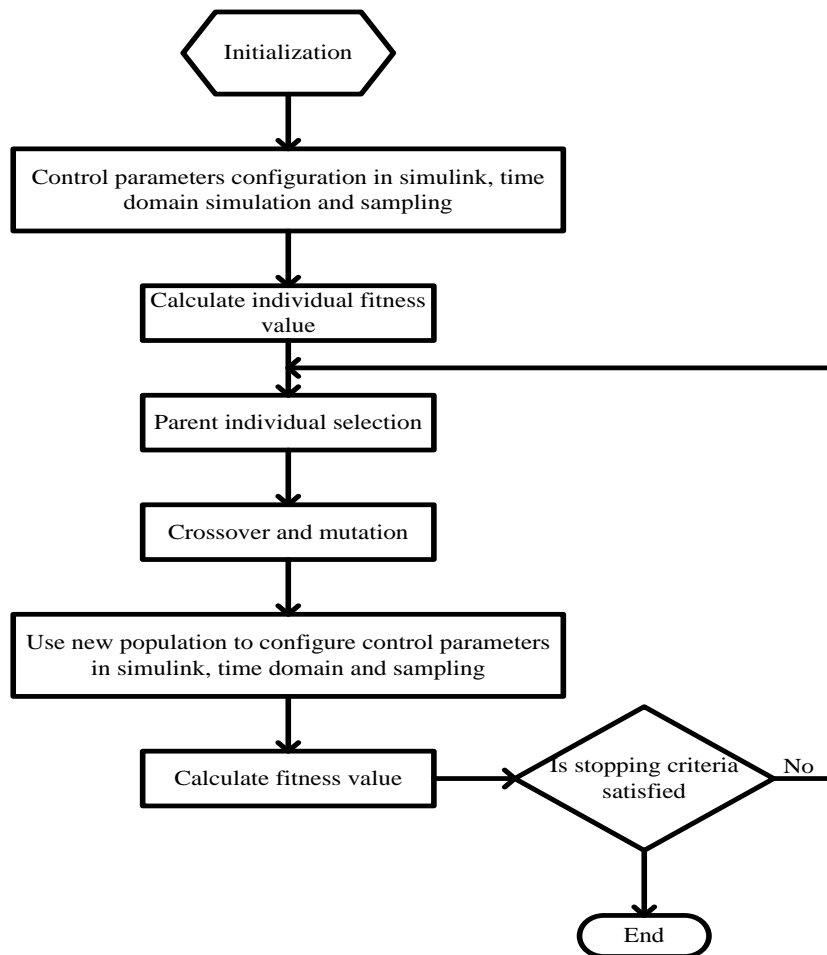 Initialization
Control parameters configuration in simulink, time
domain simulation and sampling
Calculate individual fitness
value
Parent individual selection
Crossover and mutation
Use new population to configure control parameters
in simulink, time domain and sampling
Calculate fitness value
Is stopping criteria
satisfied
No
End